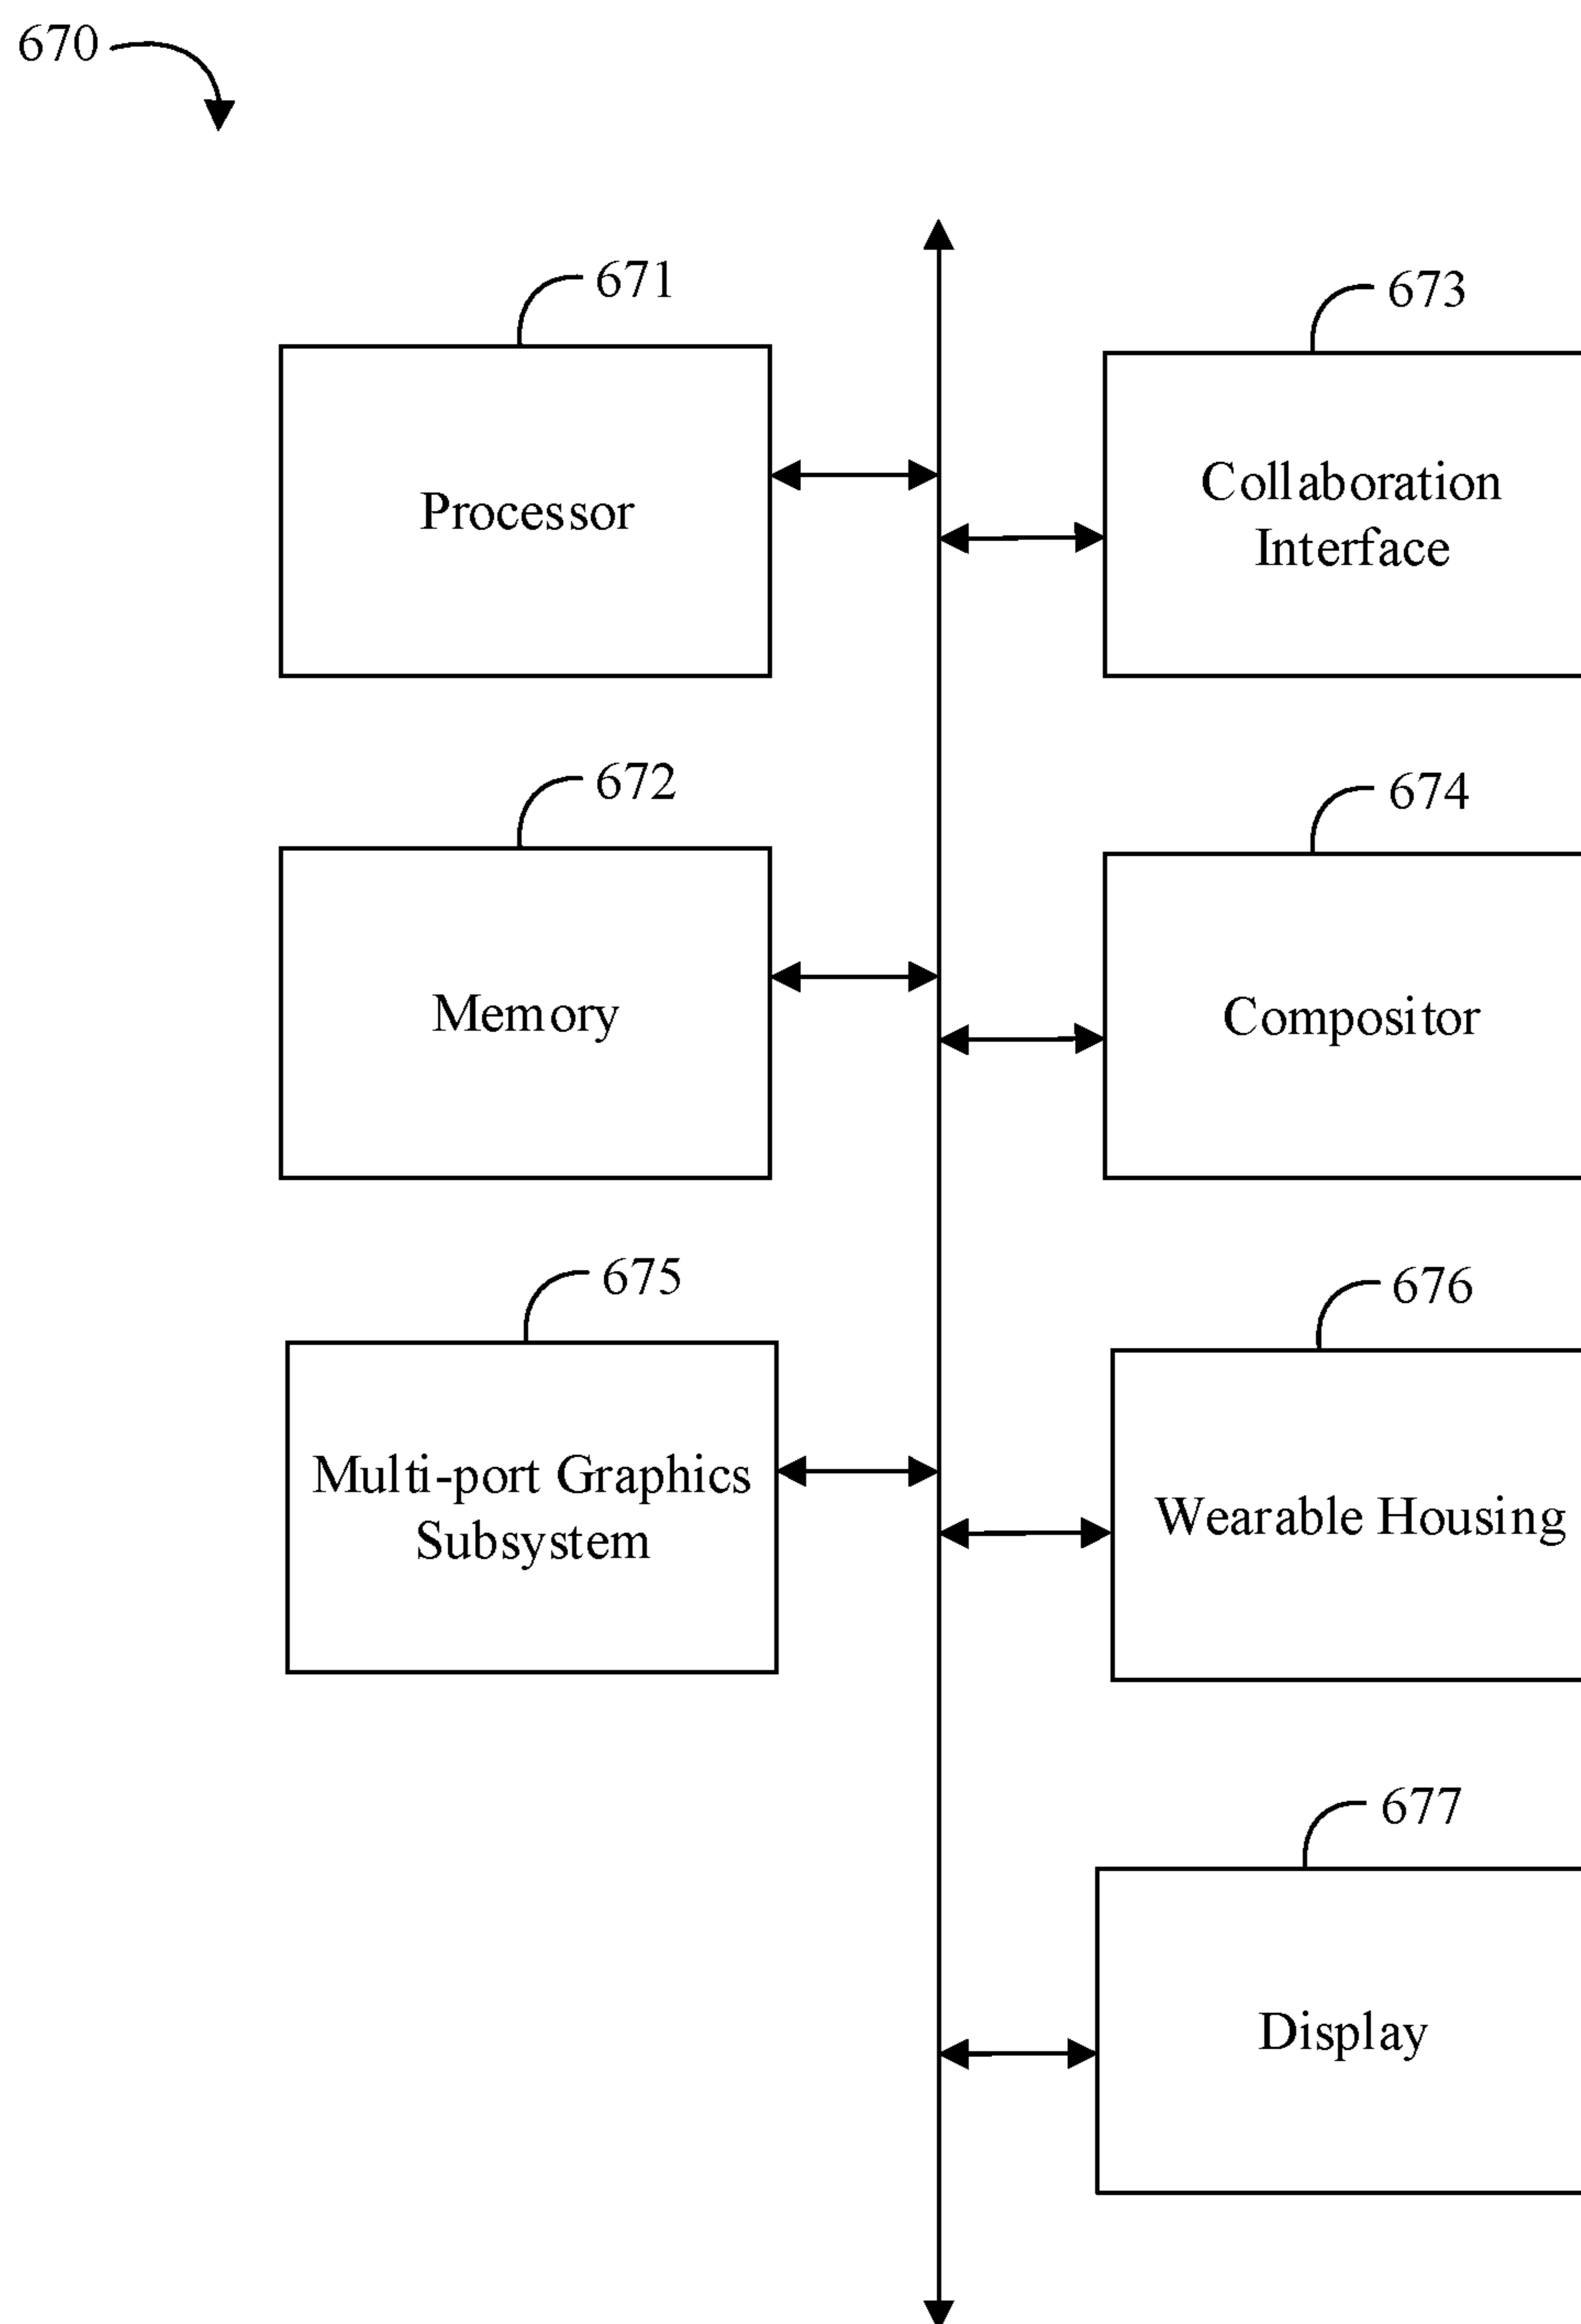 670
671
Processor
673
Collaboration
Interface
672
Memory
674
Compositor
675
Multi-port Graphics
Subsystem
676
Wearable Housing
677
Display